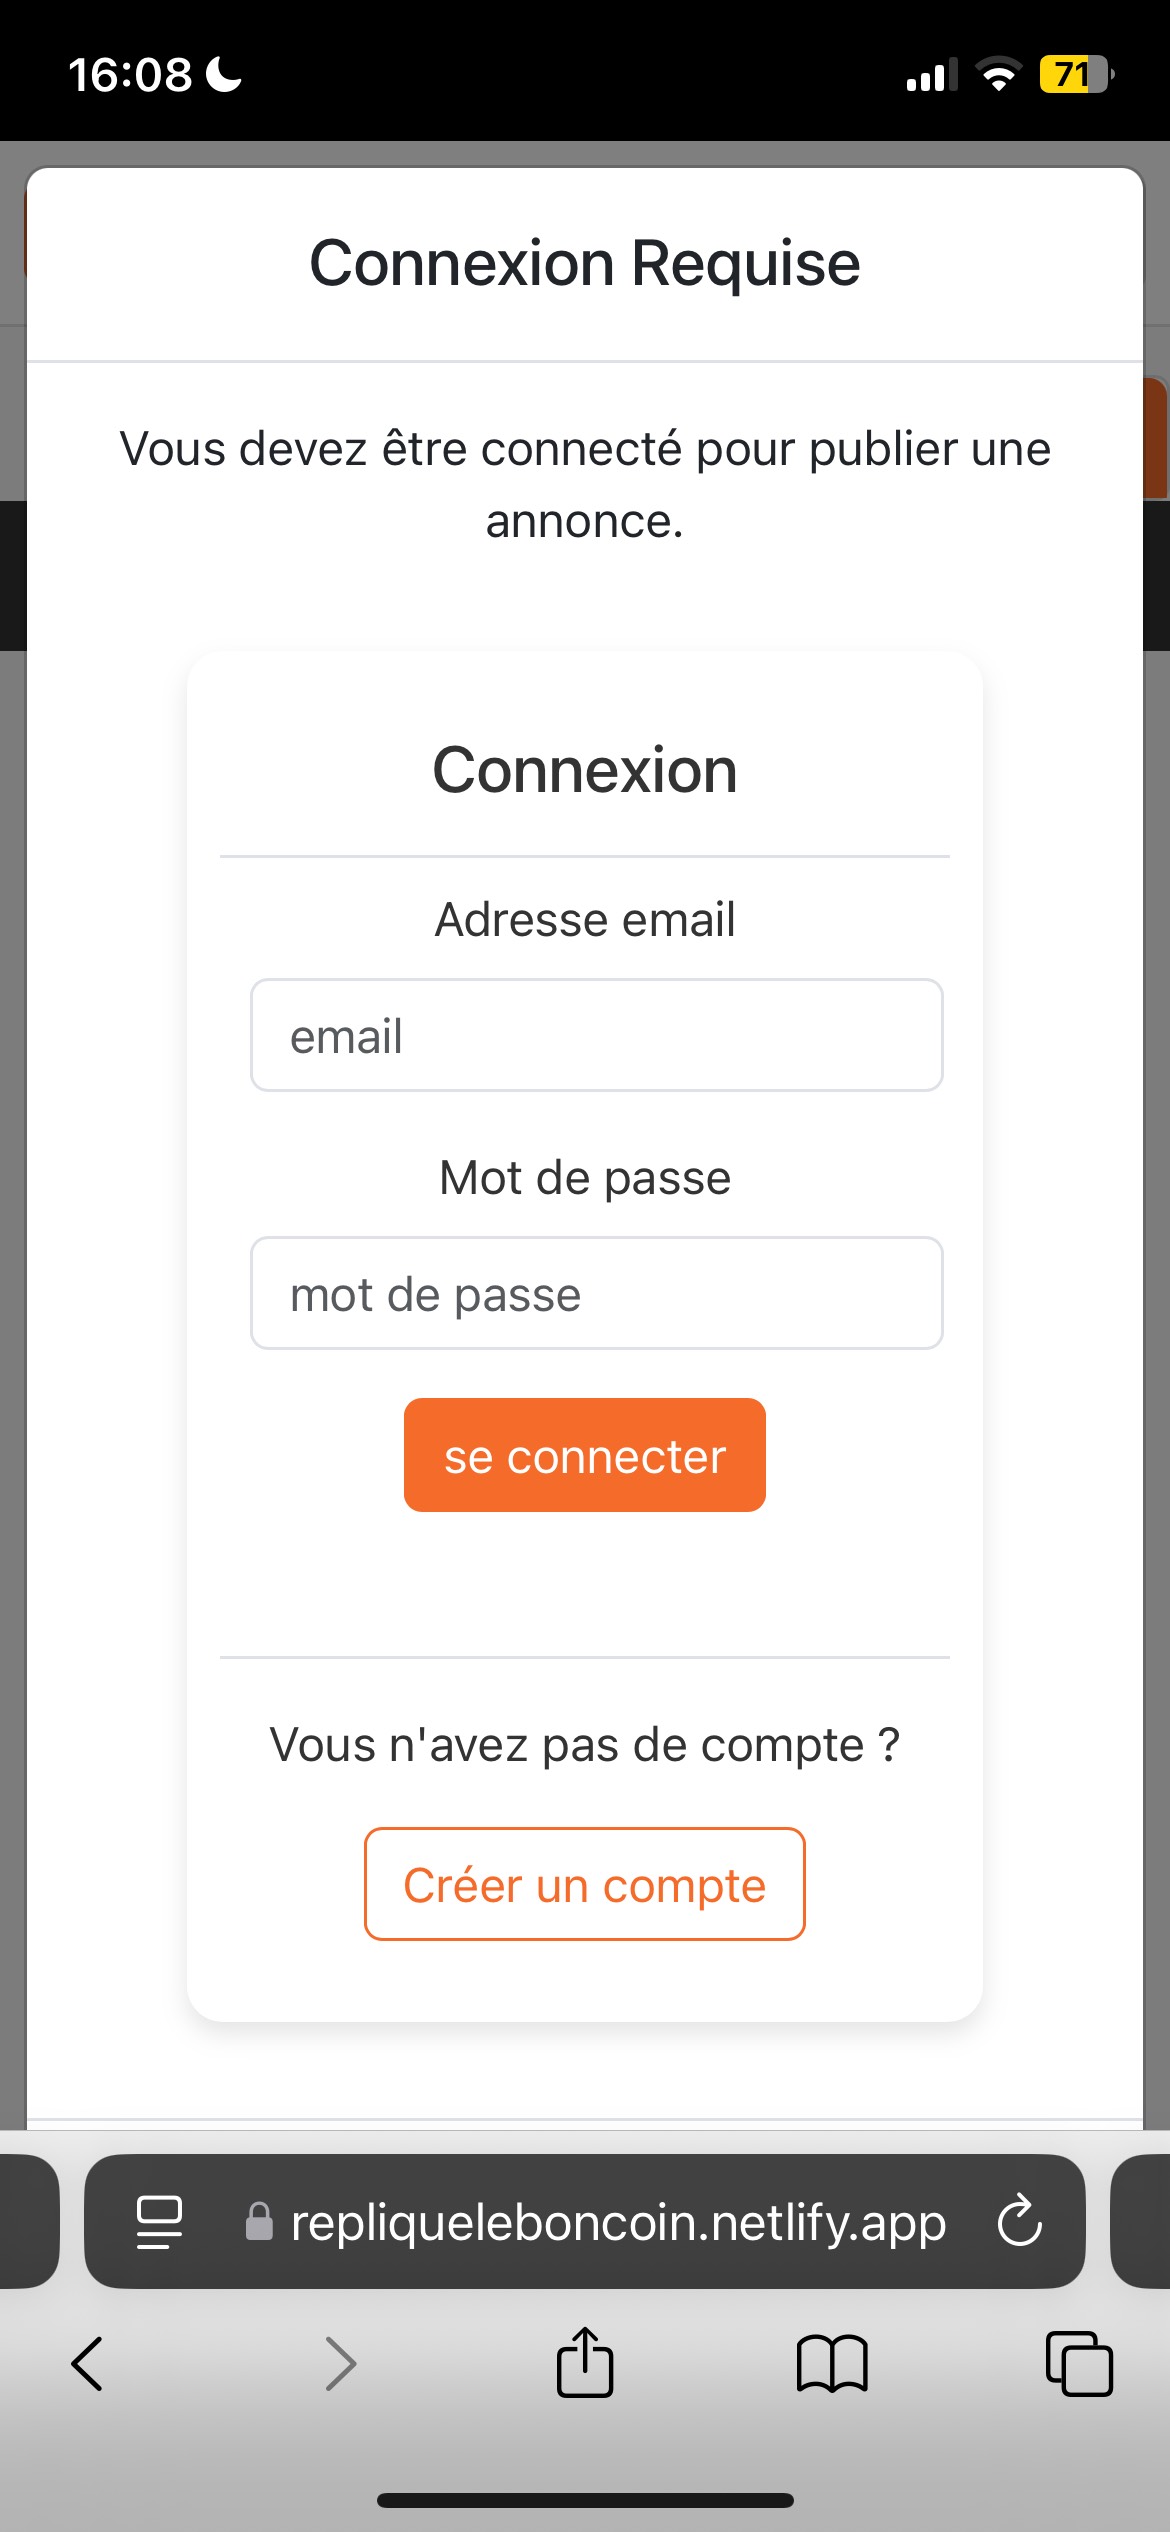 16:08
71
Connexion Requise
Vous devez être connecté pour publier une
annonce.
Connexion
Adresse email
email
Mot de passe
mot de passe
se connecter
Vous n'avez pas de compte ?
Créer un compte
repliqueleboncoin.netlify.app